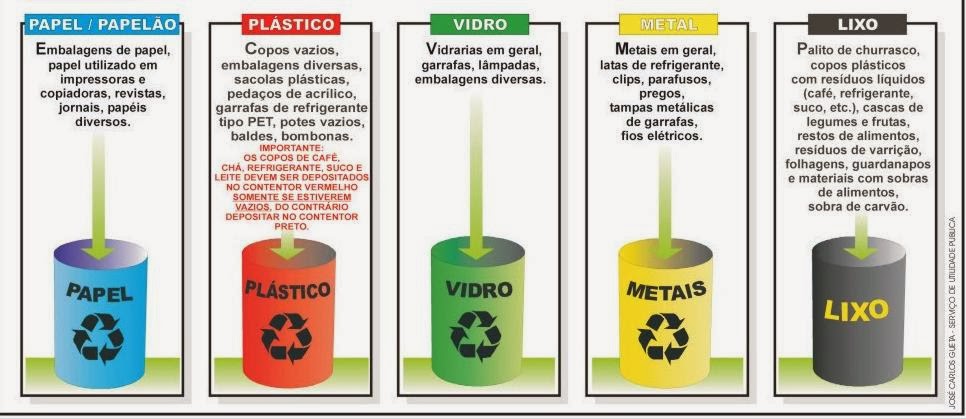 PAPEL / PAPELÃO
Embalagens de papel,
papel utilizado em
impressoras e
copiadoras, revistas,
jornais, papéis
diversos.
PAPEL
PLÁSTICO
Copos vazios,
embalagens diversas,
sacolas plásticas,
pedaços de acrílico,
garrafas de refrigerante
tipo PET, potes vazios,
baldes, bombonas.
IMPORTANTE:
OS COPOS DE CAFÉ,
CHÁ, REFRIGERANTE, SUCO E
LEITE DEVEM SER DEPOSITADOS
NO CONTENTOR VERMELHO
SOMENTE SE ESTIVEREM
VAZIOS, DO CONTRÁRIO
DEPOSITAR NO CONTENTOR
PRETO.
PLÁSTICO
VIDRO
Vidrarias em geral,
garrafas, lâmpadas,
embalagens diversas.
VIDRO
METAL
Metais em geral,
latas de refrigerante,
clips, parafusos,
pregos,
tampas metálicas
de garrafas,
fios elétricos.
METAIS
LIXO
Palito de churrasco,
copos plásticos
com resíduos líquidos
(café, refrigerante,
suco, etc.), cascas de
legumes e frutas,
restos de alimentos,
resíduos de varrição,
folhagens, guardanapos
e materiais com sobras
de alimentos,
sobra de carvão.
LIXO
JOSÉ CARLOS GUETA - SERVIÇO DE UTILIDADE PÚBLICA